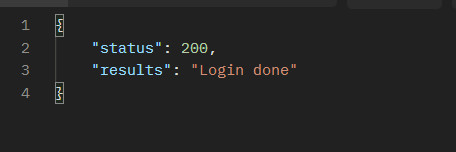 1 {
2 "status": 200,
3 "results": "Login done"
4 }